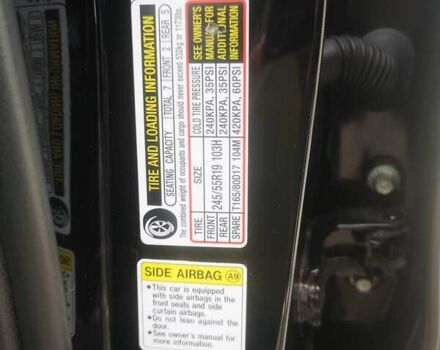 TIRE AND LOADING INFORMATION
SEATING CAPACITY | TOTAL 7 | FRONT 2 | REAR 5
The combined weight of occupants and cargo should never exceed 532kg or 1173lbs.
TIRE SIZE COLD TIRE PRESSURE
FRONT 245/55R19 103H 240KPA, 35PSI
REAR 240KPA, 35PSI
SPARE T165/80D17 104M 420KPA, 60PSI
SEE OWNER'S
MANUAL FOR
ADDITIONAL
INFORMATION
SIDE AIRBAG A9
• This car is equipped
with side airbags in the
front seats and side
curtain airbags.
• Do not lean against the
door.
• See owner's manual for
more information.